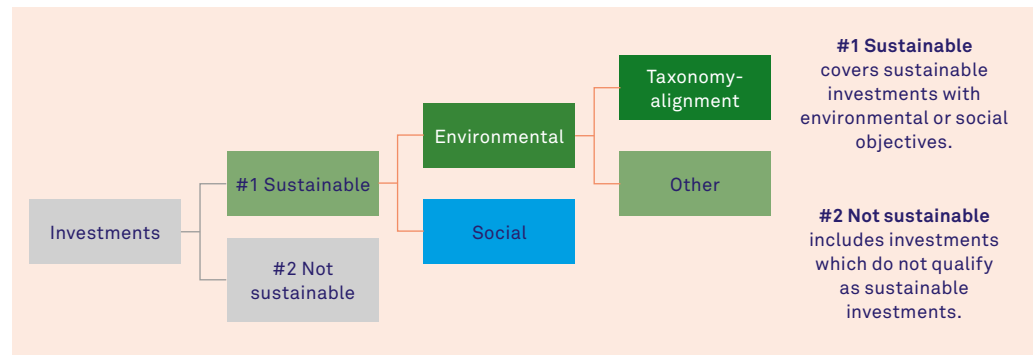 Investments
#1 Sustainable
#2 Not
sustainable
Environmental
Social
Taxonomy-
alignment
Other
#1 Sustainable
covers sustainable
investments with
environmental or social
objectives.
#2 Not sustainable
includes investments
which do not qualify
as sustainable
investments.